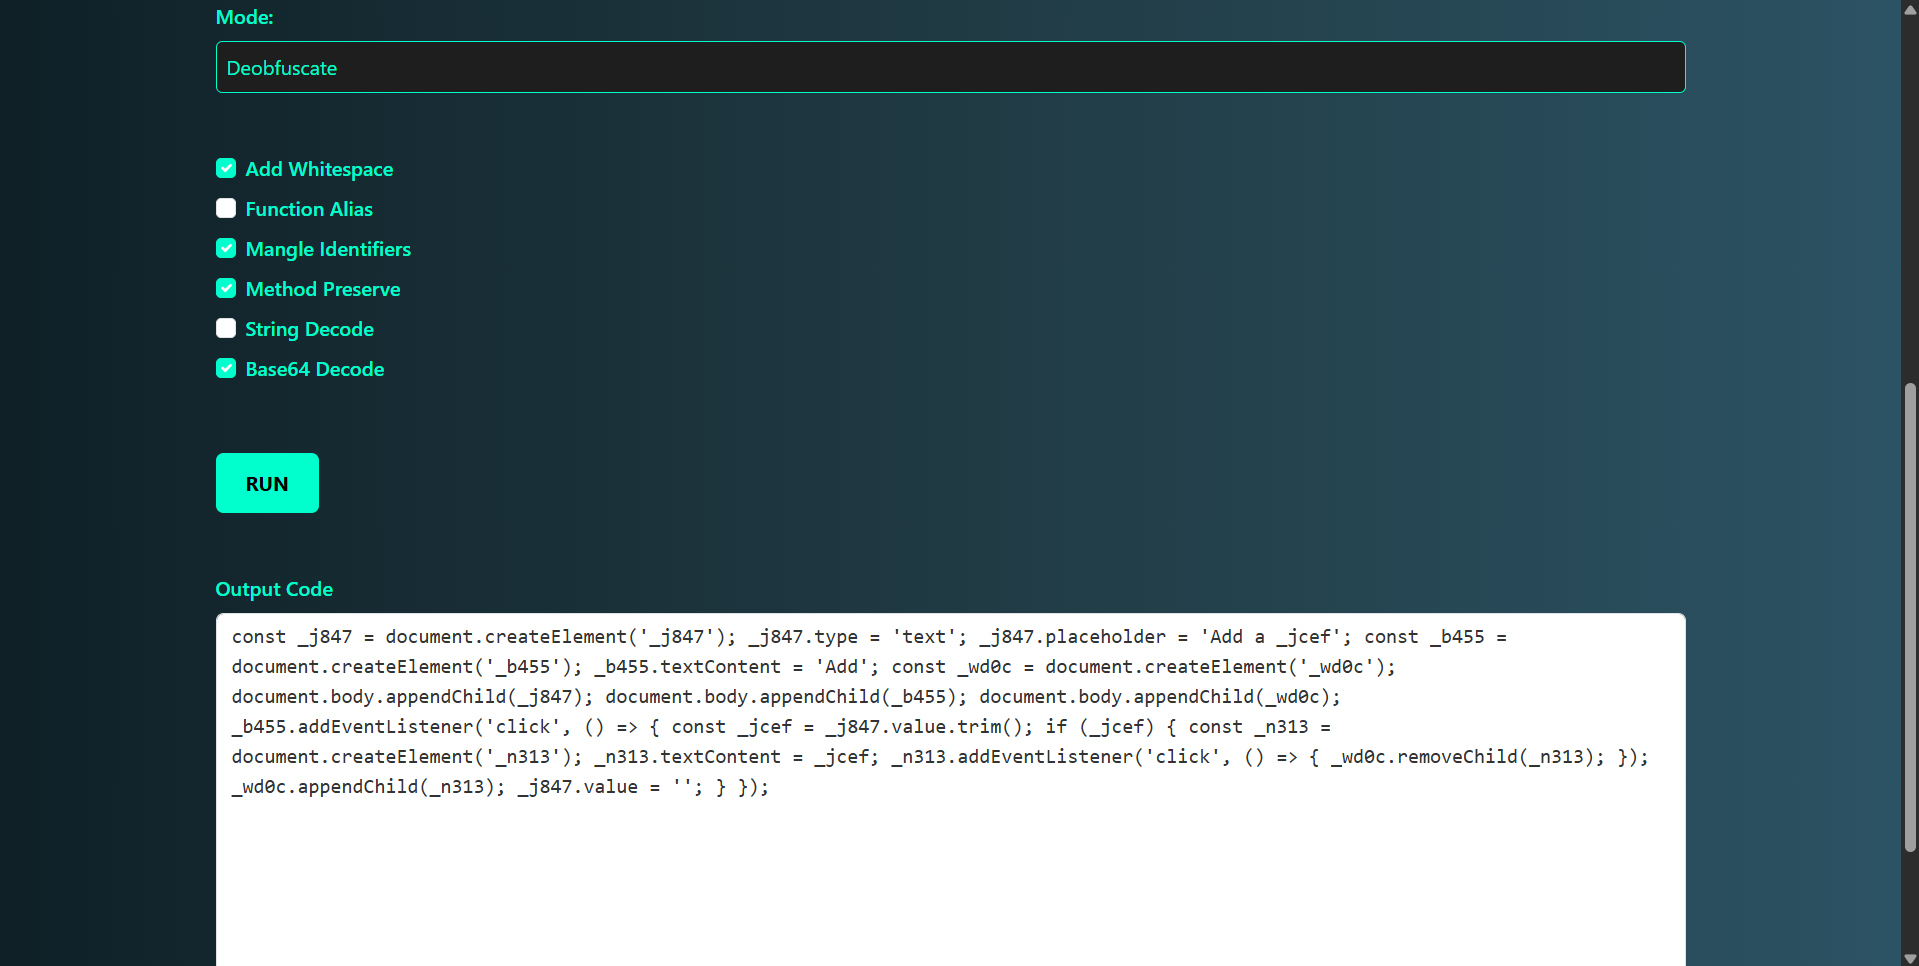 Mode:
Deobfuscate
Add Whitespace
Function Alias
Mangle Identifiers
Method Preserve
String Decode
Base64 Decode
RUN
Output Code
const _j847 = document.createElement('_j847'); _j847.type = 'text'; _j847.placeholder = 'Add a _jcef'; const _b455 =
document.createElement('_b455'); _b455.textContent = 'Add'; const _wd0c = document.createElement('_wd0c');
document.body.appendChild(_j847); document.body.appendChild(_b455); document.body.appendChild(_wd0c);
_b455.addEventListener('click', () => { const _jcef = _j847.value.trim(); if (_jcef) { const _n313 =
document.createElement('_n313'); _n313.textContent = _jcef; _n313.addEventListener('click', () => { _wd0c.removeChild(_n313); });
_wd0c.appendChild(_n313); _j847.value = ''; } });